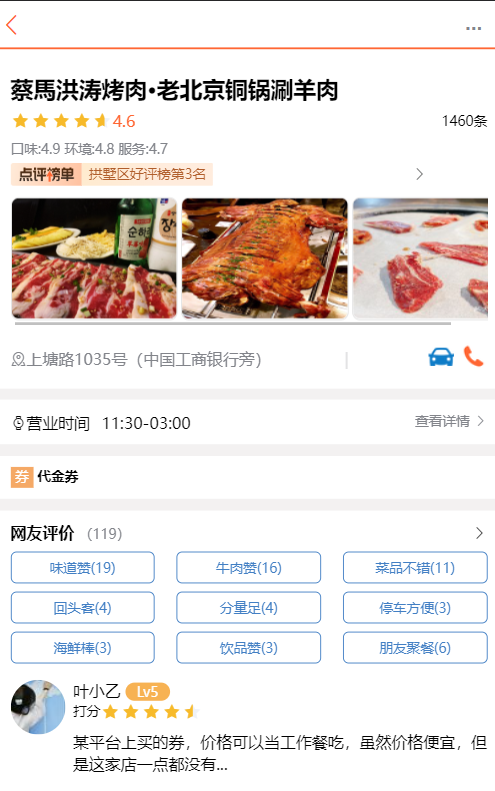 蔡馬洪涛烤肉•老北京铜锅涮羊肉
4.6 1460条
口味:4.9 环境:4.8 服务:4.7
点评榜单 拱墅区好评榜第3名
上塘路1035号（中国工商银行旁）
营业时间 11:30-03:00 查看详情
券 代金券
网友评价 （119）
味道赞(19) 牛肉赞(16) 菜品不错(11)
回头客(4) 分量足(4) 停车方便(3)
海鲜棒(3) 饮品赞(3) 朋友聚餐(6)
叶小乙 Lv5
打分
某平台上买的券，价格可以当工作餐吃，虽然价格便宜，但
是这家店一点都没有...